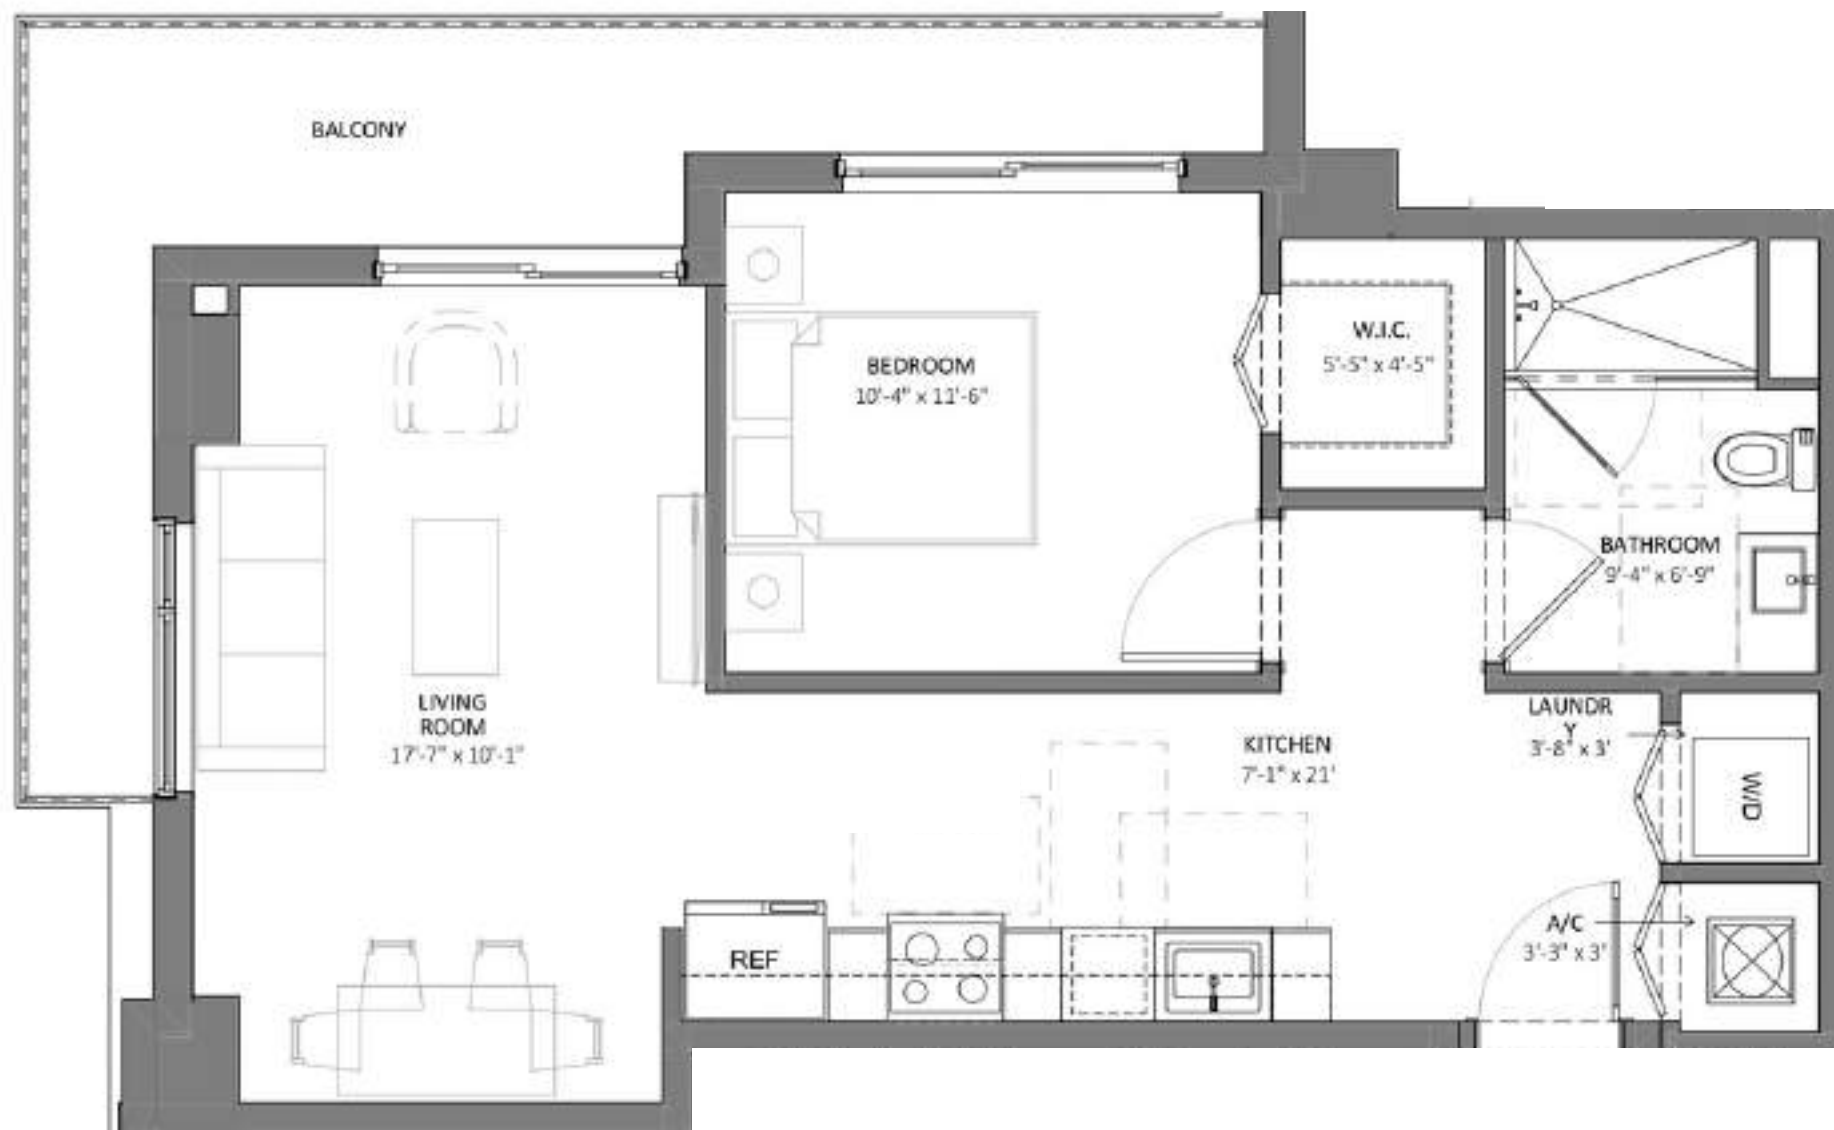 BALCONY
BEDROOM
10'-4" x 11'-6"
W.I.C.
5'-5" x 4'-5"
BATHROOM
9'-4" x 6'-9"
LIVING
ROOM
17'-7" x 10'-1"
KITCHEN
7'-1" x 21'
LAUNDR
Y
3'-8" x 3'
W/D
REF
A/C
3'-3" x 3'